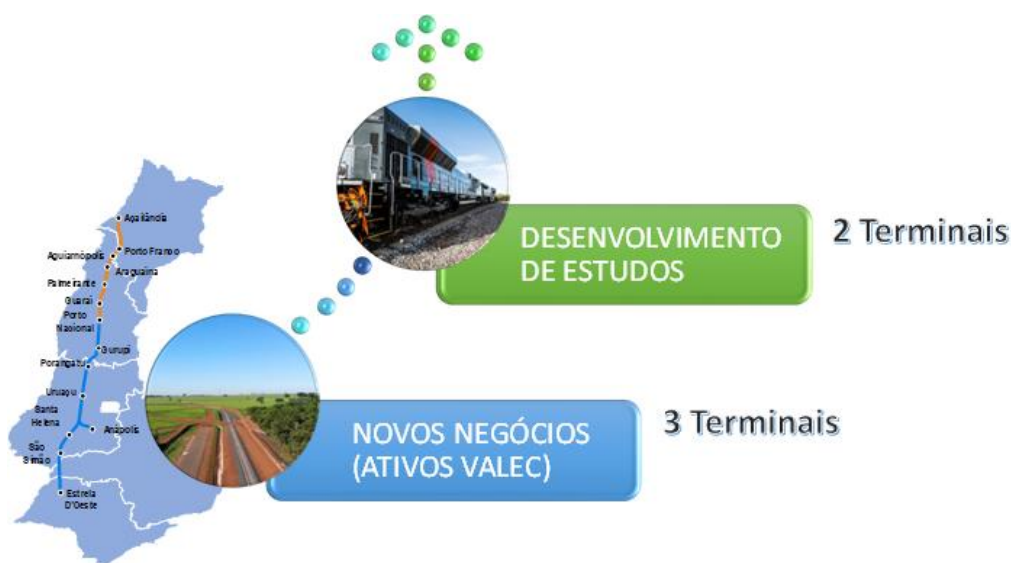 Açailândia
Porto Franco
Aguiarnópolis
Araguaína
Palmeirante
Guaraí
Porto
Nacional
Gurupi
Porangatu
Uruaçu
Santa
Helena
Anápolis
São
Simão
Estrela
D'Oeste
DESENVOLVIMENTO
DE ESTUDOS
2 Terminais
NOVOS NEGÓCIOS
(ATIVOS VALEC)
3 Terminais